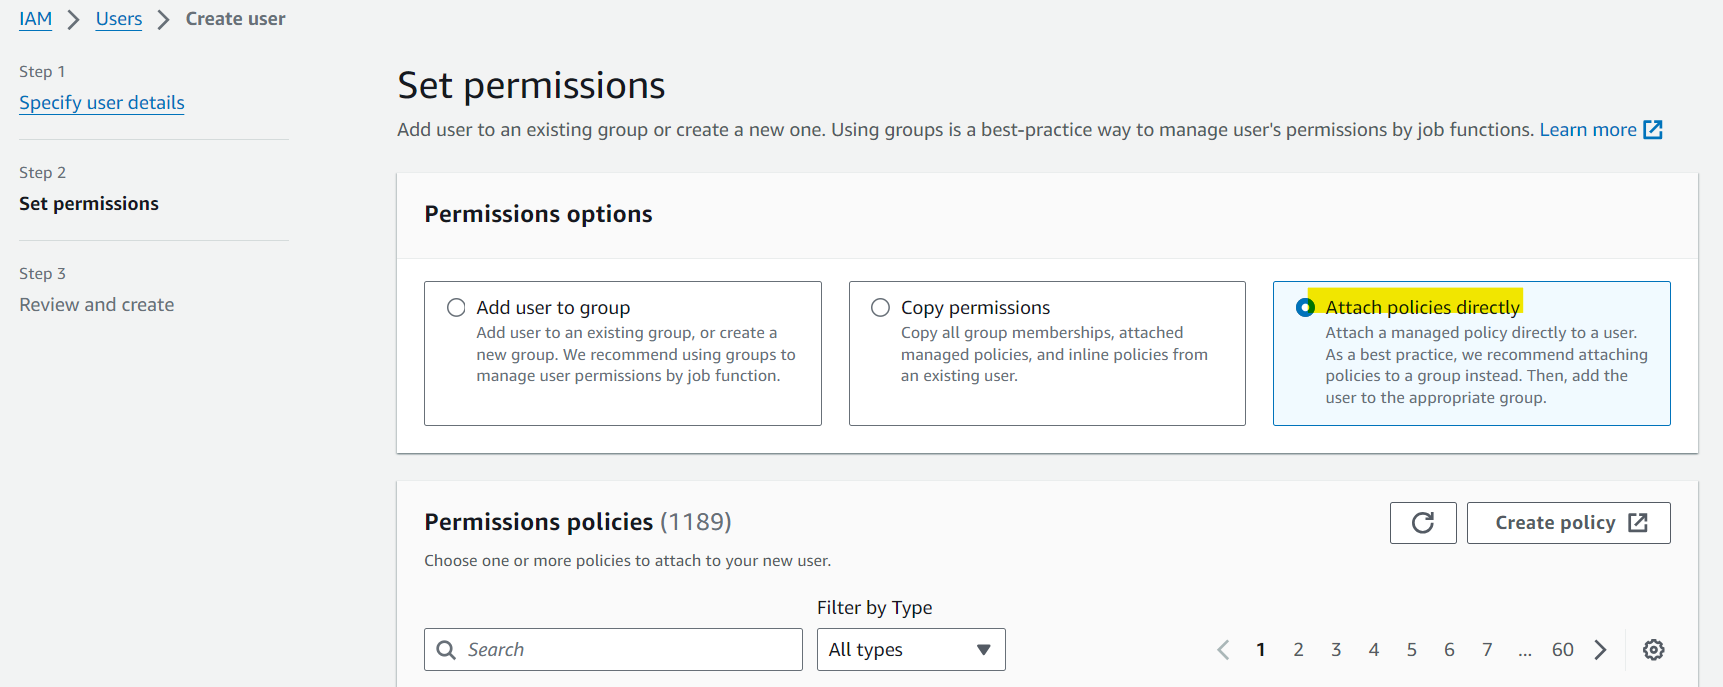 IAM > Users > Create user
Step 1
Specify user details
Step 2
Set permissions
Step 3
Review and create
Set permissions
Add user to an existing group or create a new one. Using groups is a best-practice way to manage user's permissions by job functions. Learn more
Permissions options
Add user to group
Add user to an existing group, or create a
new group. We recommend using groups to
manage user permissions by job function.
Copy permissions
Copy all group memberships, attached
managed policies, and inline policies from
an existing user.
Attach policies directly
Attach a managed policy directly to a user.
As a best practice, we recommend attaching
policies to a group instead. Then, add the
user to the appropriate group.
Permissions policies (1189)
Create policy
Choose one or more policies to attach to your new user.
Filter by Type
Search
All types
1 2 3 4 5 6 7 ... 60